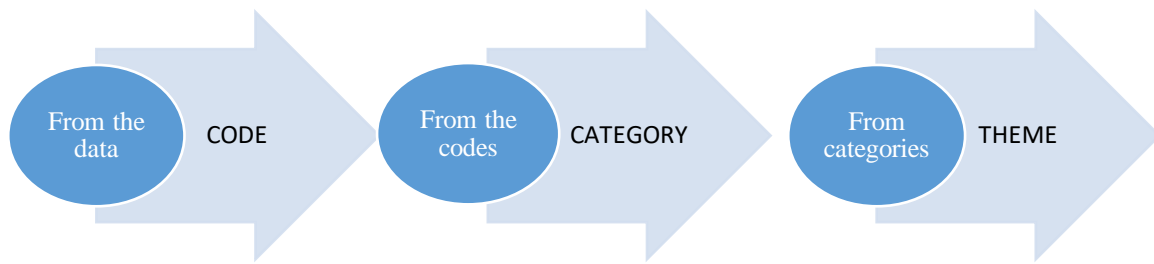 From the
data
CODE
From the
codes
CATEGORY
From
categories
THEME